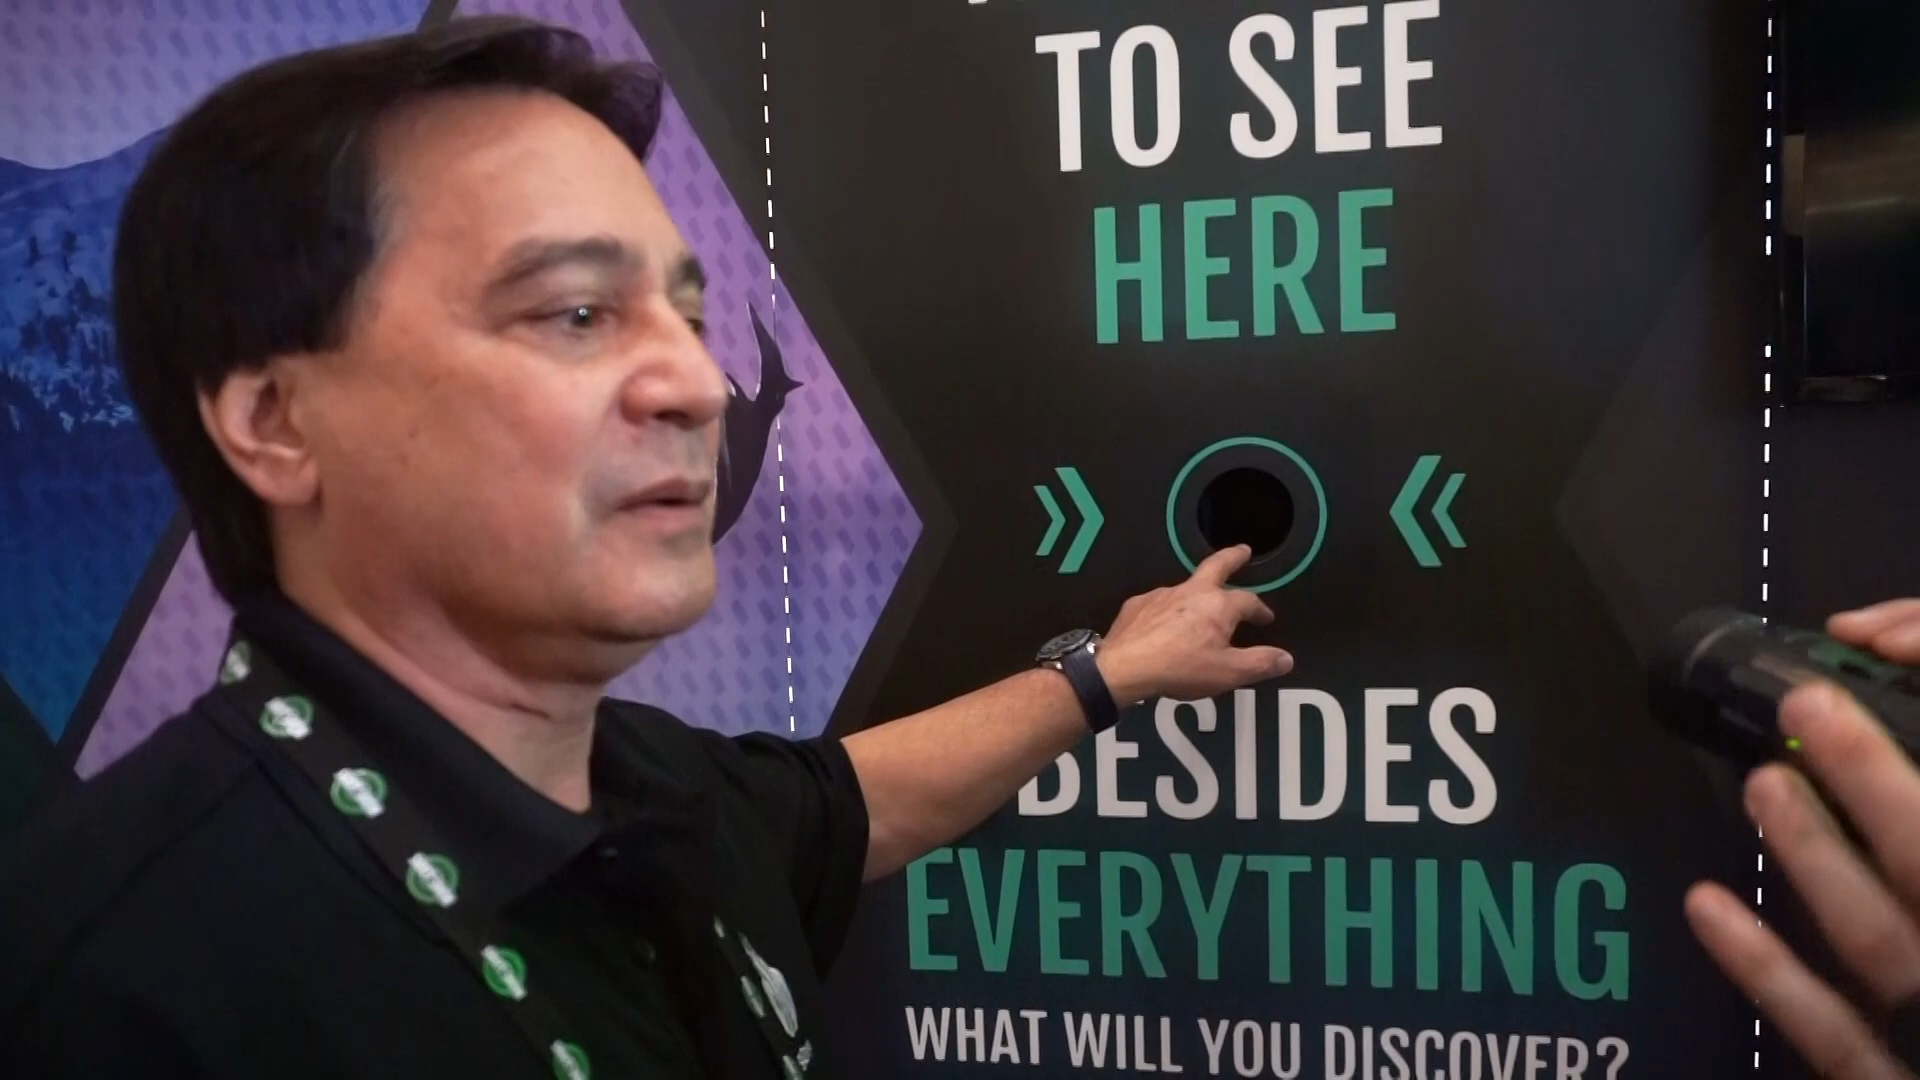 TO SEE
HERE
BESIDES
EVERYTHING
WHAT WILL YOU DISCOVER?